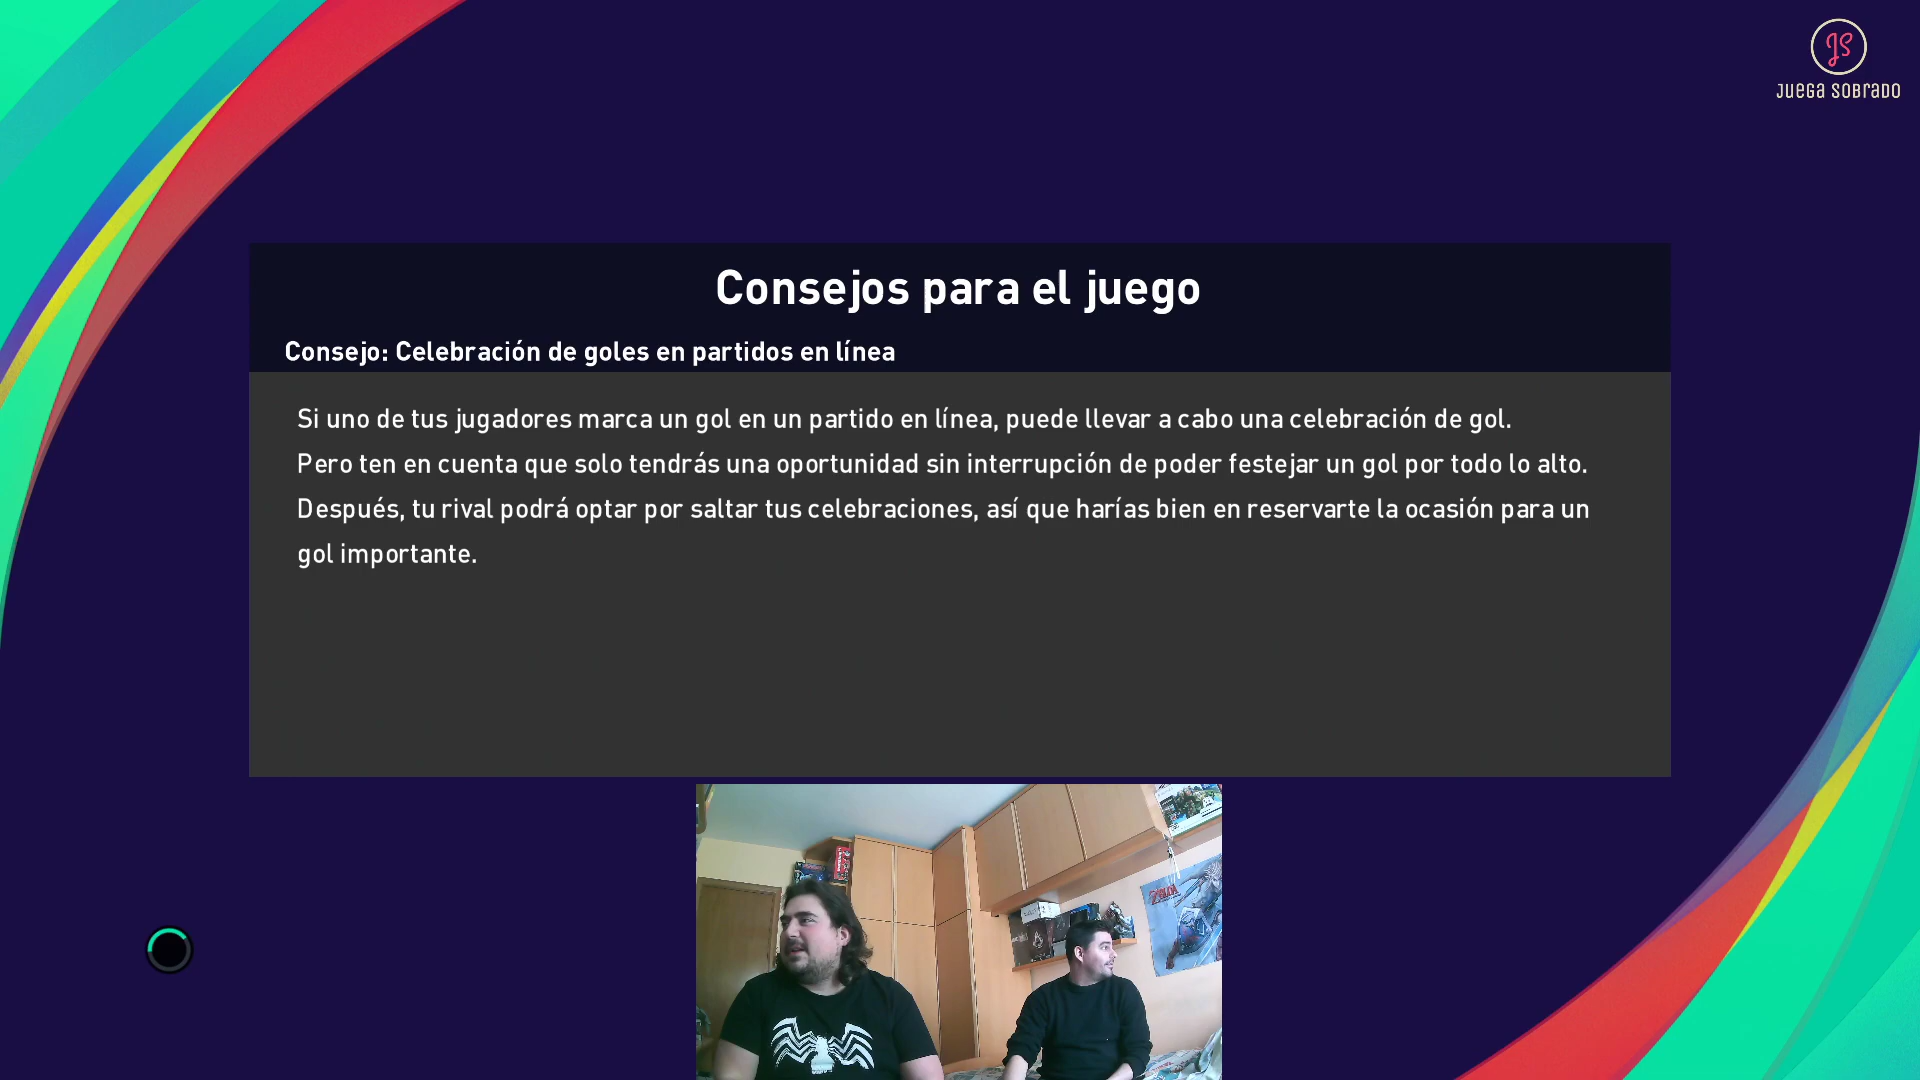 JS
Juega Sobrado
Consejos para el juego
Consejo: Celebración de goles en partidos en línea
Si uno de tus jugadores marca un gol en un partido en línea, puede llevar a cabo una celebración de gol.
Pero ten en cuenta que solo tendrás una oportunidad sin interrupción de poder festejar un gol por todo lo alto.
Después, tu rival podrá optar por saltar tus celebraciones, así que harías bien en reservarte la ocasión para un
gol importante.
ZELDA